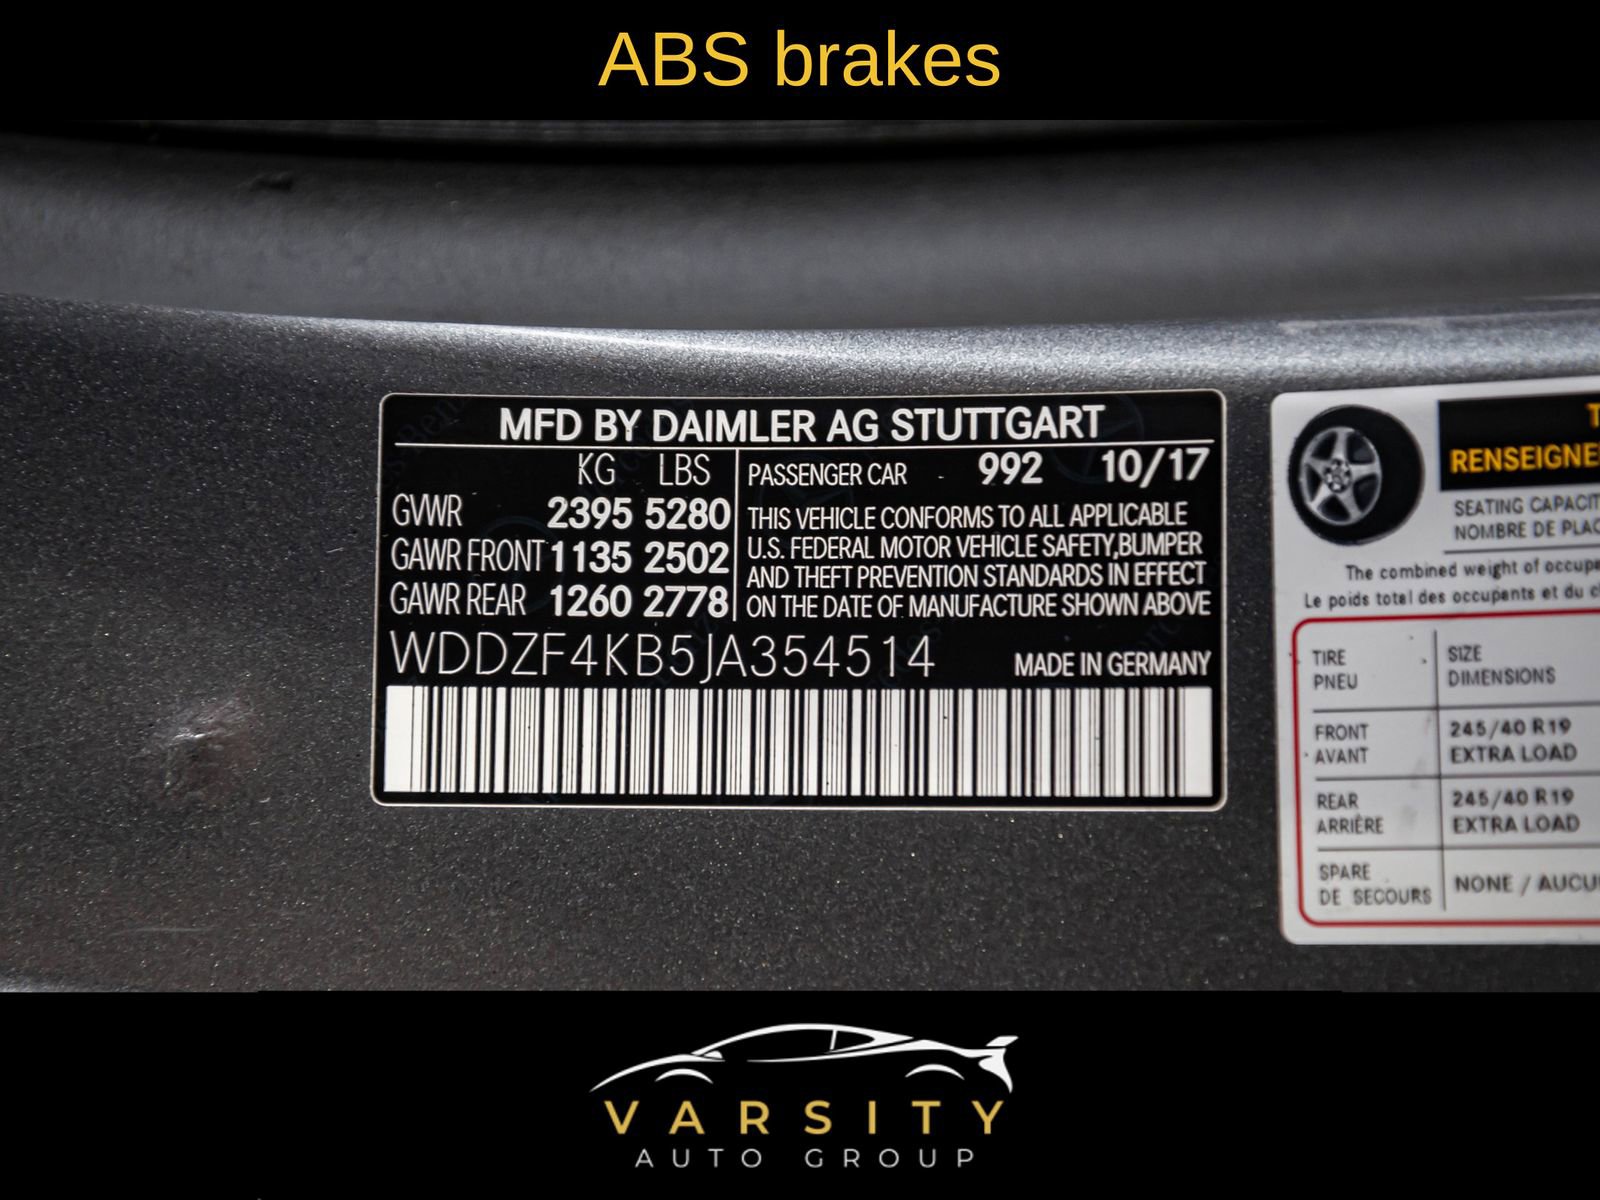 ABS brakes
MFD BY DAIMLER AG STUTTGART
KG LBS
GVWR 2395 5280
GAWR FRONT 1135 2502
GAWR REAR 1260 2778
PASSENGER CAR - 992 10/17
THIS VEHICLE CONFORMS TO ALL APPLICABLE
U.S. FEDERAL MOTOR VEHICLE SAFETY,BUMPER
AND THEFT PREVENTION STANDARDS IN EFFECT
ON THE DATE OF MANUFACTURE SHOWN ABOVE
WDDZF4KB5JA354514 MADE IN GERMANY
RENSEIGNE
SEATING CAPACIT
NOMBRE DE PLAC
The combined weight of occupa
Le poids total des occupents et du c
TIRE SIZE
PNEU DIMENSIONS
FRONT 245/40 R19
AVANT EXTRA LOAD
REAR 245/40 R19
ARRIÈRE EXTRA LOAD
SPARE
DE SECOURS
NONE / AUCU
VARSITY
AUTO GROUP